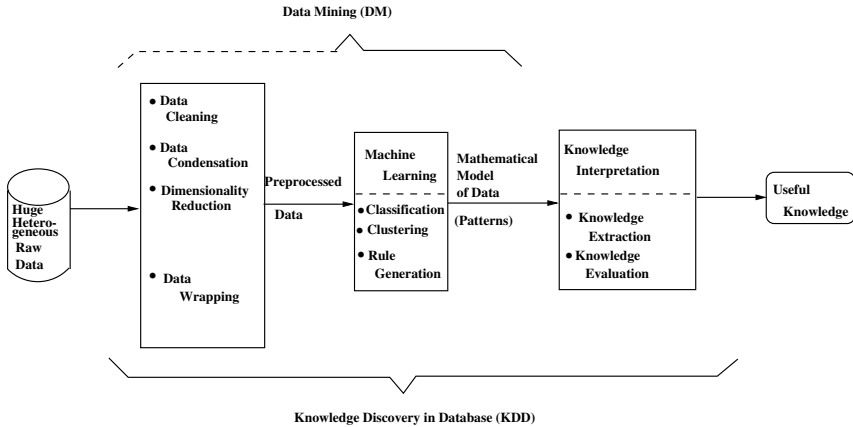 Data Mining (DM)
Huge
Hetero-
geneous
Raw
Data
• Data
Cleaning
• Data
Condensation
• Dimensionality
Reduction
• Data
Wrapping
Preprocessed
Data
Machine
Learning
• Classification
• Clustering
• Rule
Generation
Mathematical
Model
of Data
(Patterns)
Knowledge
Interpretation
• Knowledge
Extraction
• Knowledge
Evaluation
Useful
Knowledge
Knowledge Discovery in Database (KDD)